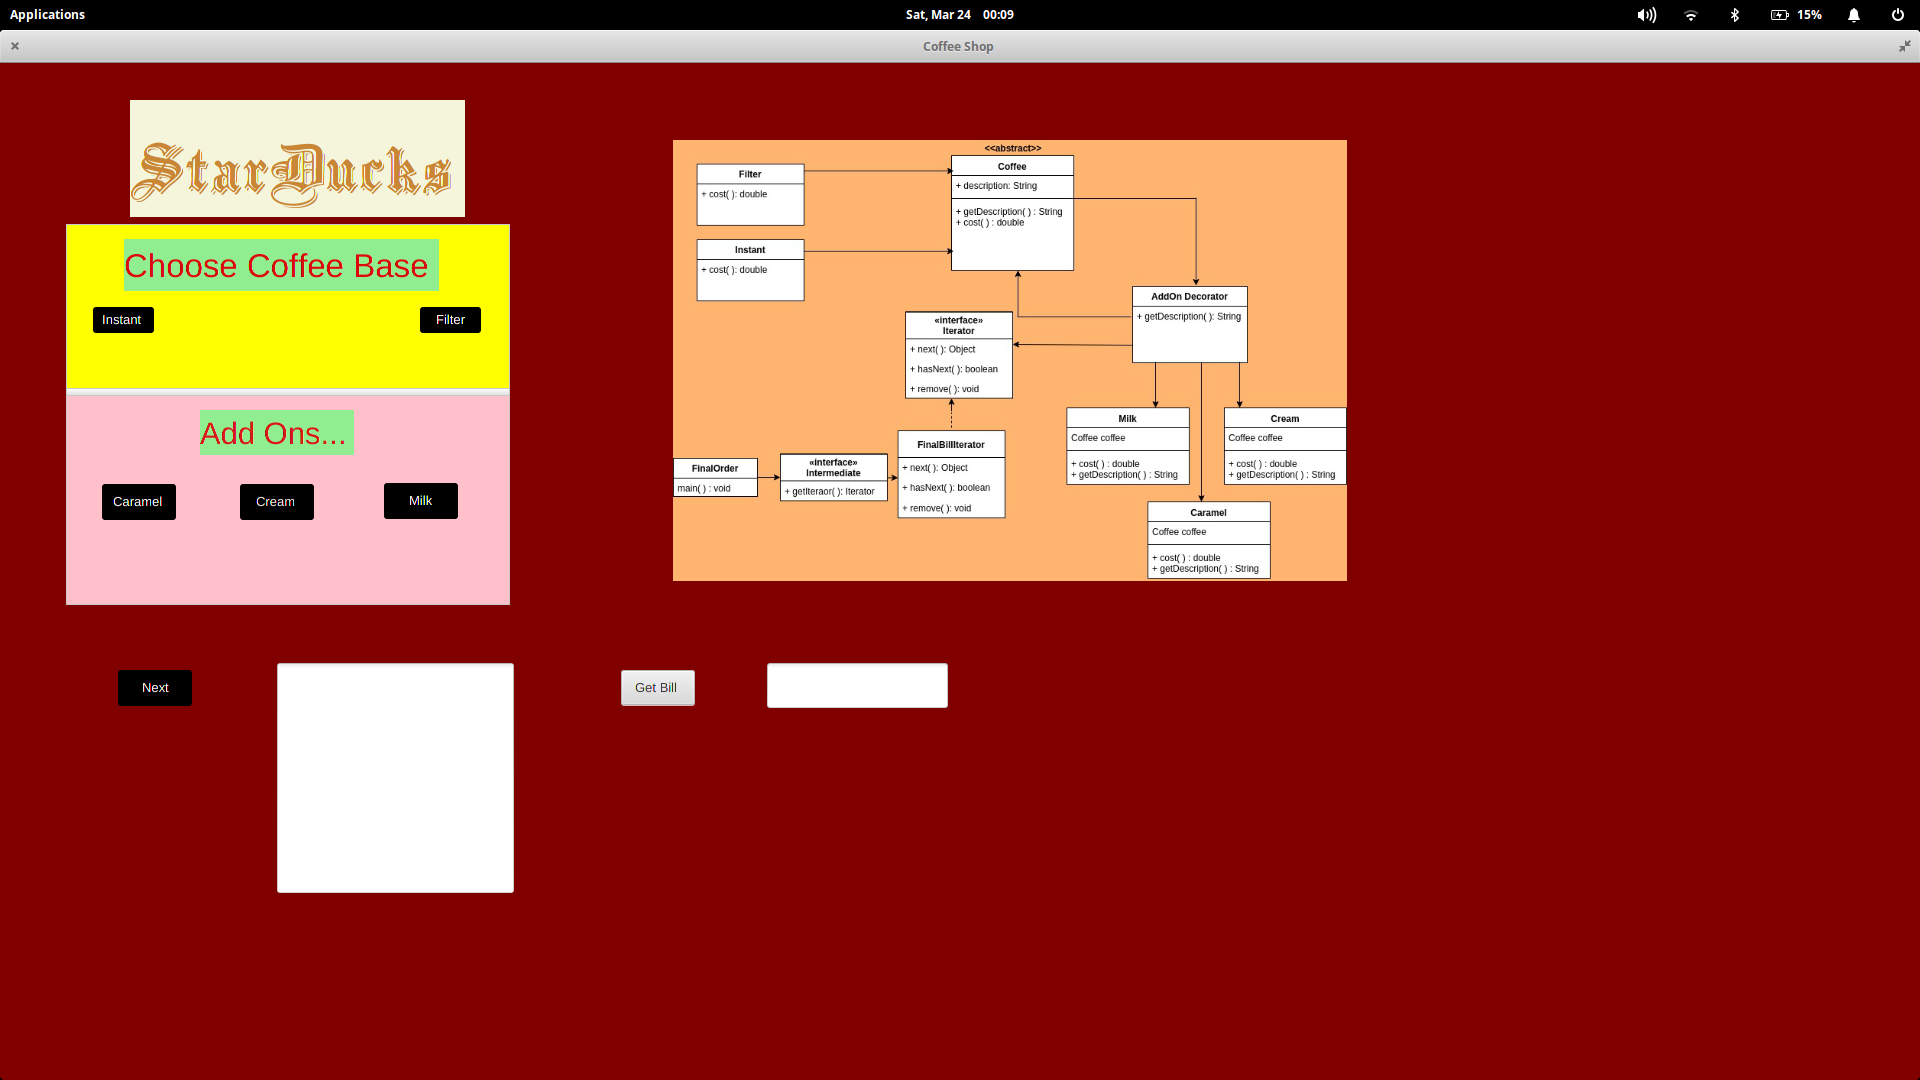 Applications
Sat, Mar 24 00:09
15%
Coffee Shop
StarDucks
Choose Coffee Base
Instant
Filter
Add Ons...
Caramel
Cream
Milk
Next
Get Bill
<<abstract>>
Coffee
+ description: String
+ getDescription( ) : String
+ cost( ) : double
Filter
+ cost( ): double
Instant
+ cost( ): double
AddOn Decorator
+ getDescription( ): String
«interface»
Iterator
+ next( ): Object
+ hasNext( ): boolean
+ remove( ): void
Milk
Coffee coffee
+ cost( ) : double
+ getDescription( ) : String
Cream
Coffee coffee
+ cost( ) : double
+ getDescription( ) : String
FinalOrder
main( ) : void
«interface»
Intermediate
+ getIteraor( ): Iterator
FinalBillIterator
+ next( ): Object
+ hasNext( ): boolean
+ remove( ): void
Caramel
Coffee coffee
+ cost( ) : double
+ getDescription( ) : String